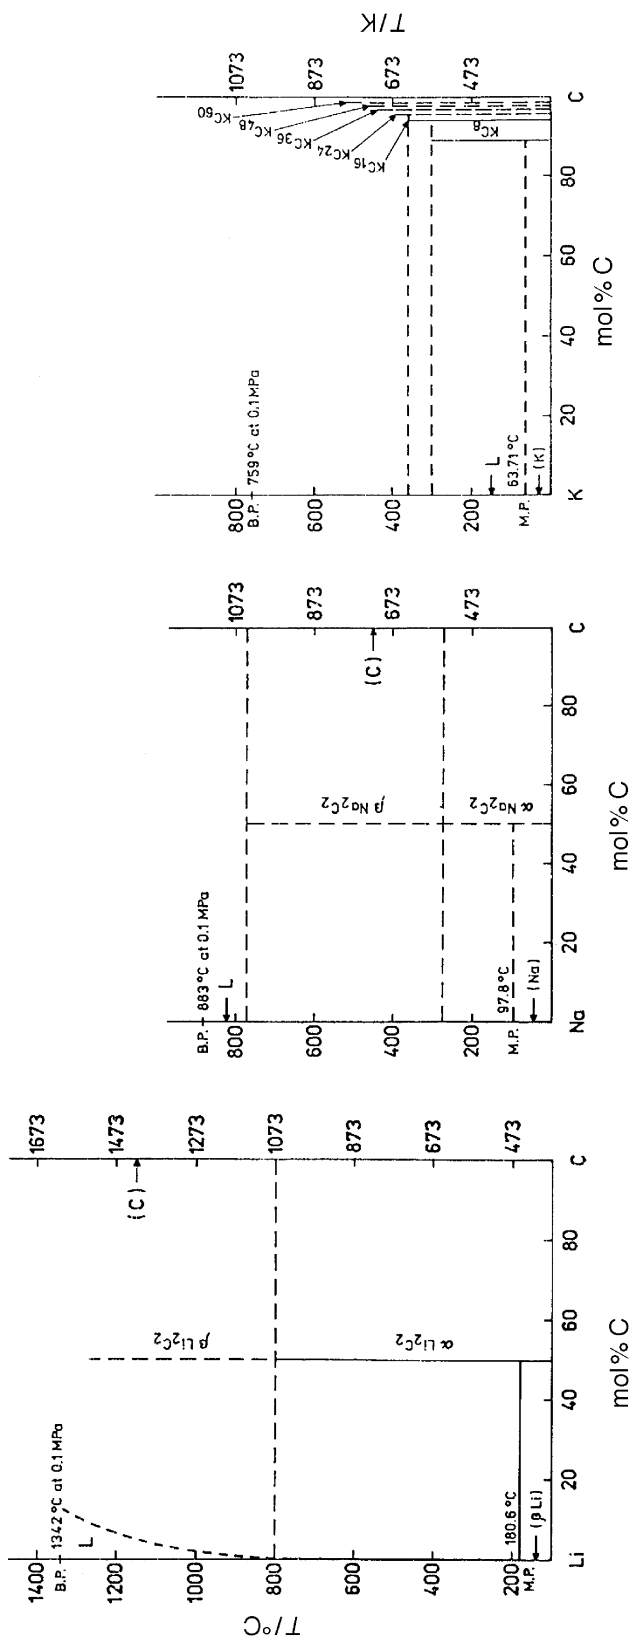 T/°C
1400
B.P.
1342 °C at 0.1 MPa
L
1200
1000
800
600
400
200
180.6 °C
M.P.
(β Li)
Li
20
40
60
80
C
mol % C
β Li₂C₂
α Li₂C₂
(C)
1673
1473
1273
1073
873
673
473
B.P.
883 °C at 0.1 MPa
L
800
600
400
200
97.8 °C
M.P.
(Na)
Na
20
40
60
80
C
mol % C
β Na₂C₂
α Na₂C₂
(C)
1073
873
673
473
800
B.P.
759 °C at 0.1 MPa
600
400
200
L
63.71 °C
M.P.
(K)
K
20
40
60
80
C
mol % C
KC₆₀
KC₄₈
KC₃₆
KC₂₄
KC₁₆
KC₈
1073
873
673
473
T/K